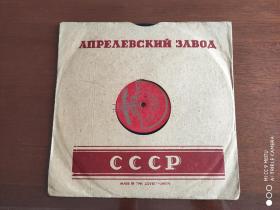 АПРЕЛЕВСКИЙ ЗАВОД
СССР
MADE IN THE SOVIET UNION